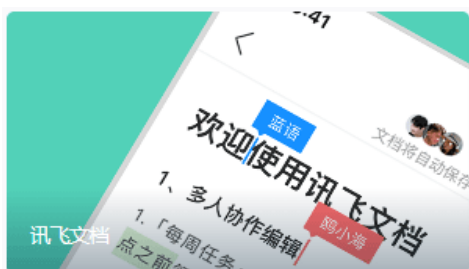 :41
蓝语
文档将自动保存
欢迎使用讯飞文档
1、多人协作编辑
鸥小海
1.「每周任务
点之前
讯飞文档